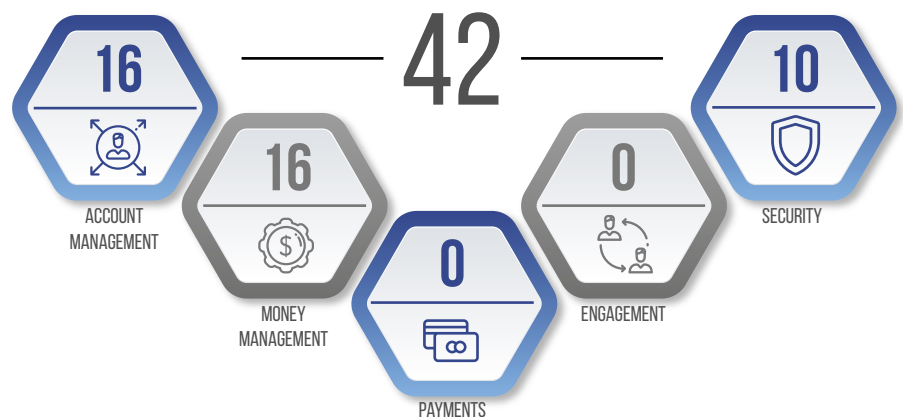 42
16
ACCOUNT
MANAGEMENT
16
$
MONEY
MANAGEMENT
0
PAYMENTS
0
ENGAGEMENT
10
SECURITY